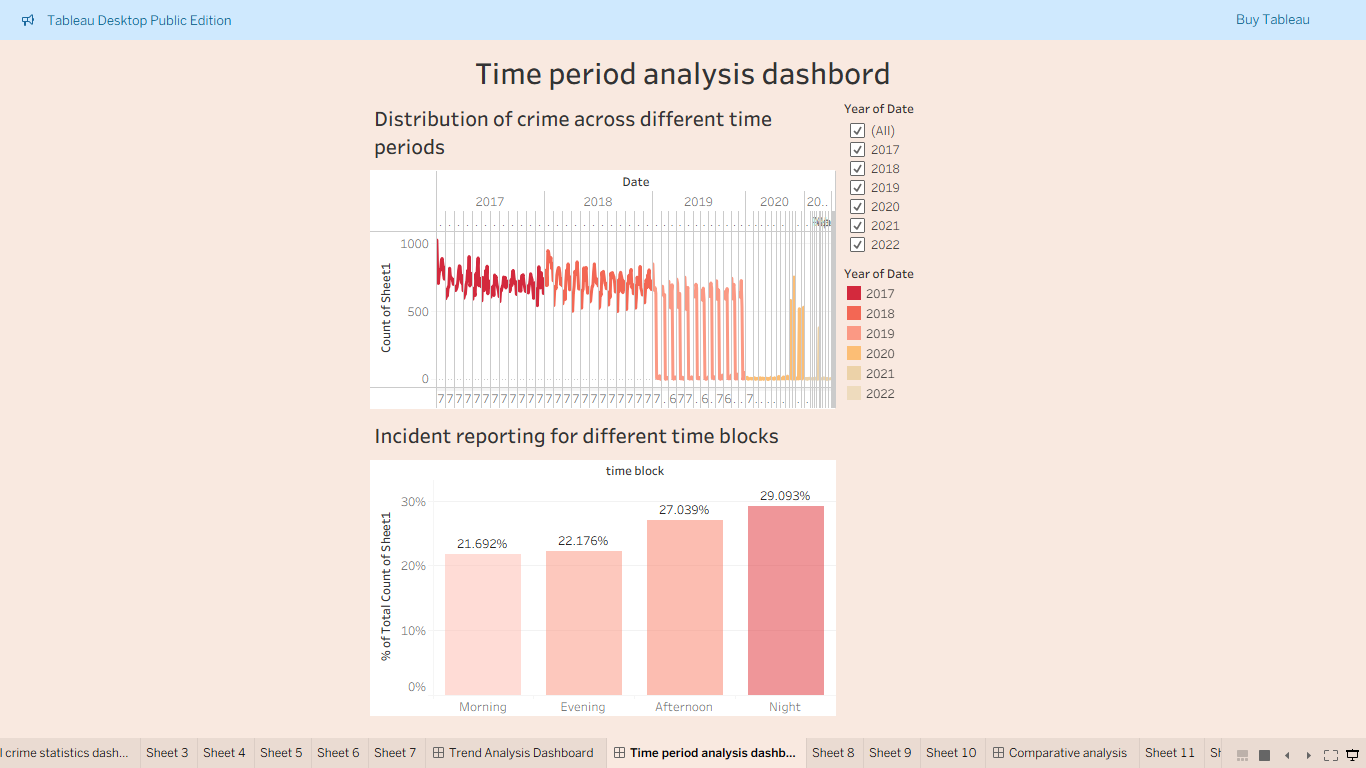 Tableau Desktop Public Edition
Buy Tableau
Time period analysis dashbord
Distribution of crime across different time
periods
Date
2017 2018 2019 2020 20..
1000
500
0
Count of Sheet1
Year of Date
(All)
2017
2018
2019
2020
2021
2022
Year of Date
2017
2018
2019
2020
2021
2022
Incident reporting for different time blocks
time block
30%
20%
10%
0%
% of Total Count of Sheet1
21.692% 22.176% 27.039% 29.093%
Morning Evening Afternoon Night
l crime statistics dash... Sheet 3 Sheet 4 Sheet 5 Sheet 6 Sheet 7 Trend Analysis Dashboard Time period analysis dashb... Sheet 8 Sheet 9 Sheet 10 Comparative analysis Sheet 11